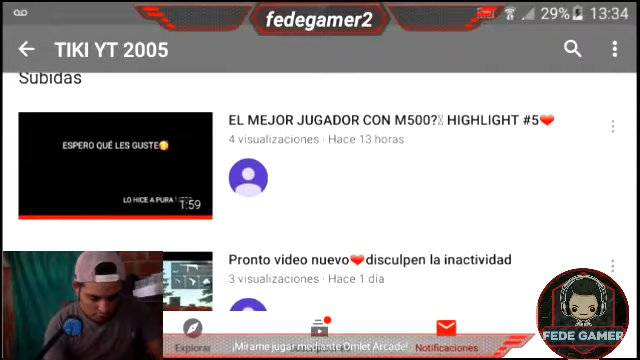 fedegamer2
29% 13:34
TIKI YT 2005
Subidas
EL MEJOR JUGADOR CON M500? HIGHLIGHT #5❤
4 visualizaciones · Hace 13 horas
ESPERO QUÉ LES GUSTE
LO HICE A PURA
1:59
Pronto video nuevo❤disculpen la inactividad
3 visualizaciones · Hace 1 día
FEDE GAMER
Explorar
¡Mírame jugar mediante Omlet Arcade!
Notificaciones